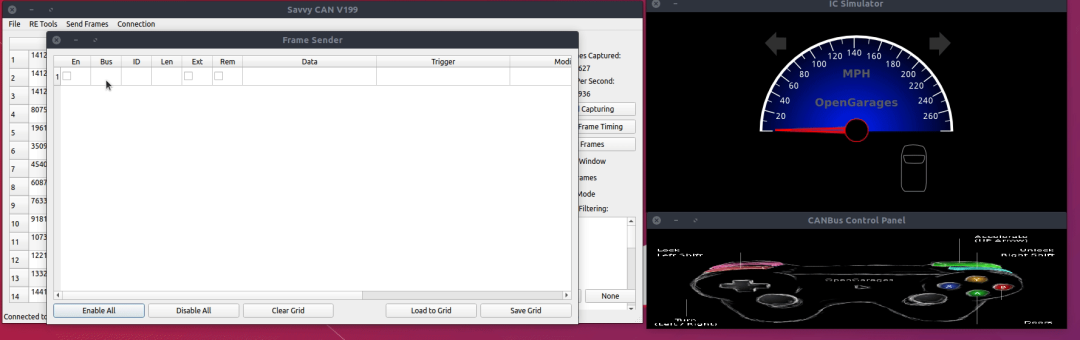 Savvy CAN V199
File RE Tools Send Frames Connection
Frame Sender
En Bus ID Len Ext Rem Data Trigger Modi
1
1 1412
2 1412
3 1412
4 8075
5 1961
6 3509
7 4540
8 6087
9 7633
10 9181
11 1073
12 1221
13 1332
14 1441
es Captured:
627
Per Second:
936
l Capturing
Frame Timing
Frames
Window
ames
Mode
Filtering:
None
Enable All Disable All Clear Grid Load to Grid Save Grid
Connected to
IC Simulator
20 40 60 80 100 120 140 160 180 200 220 240 260
MPH
OpenGarages
CANBus Control Panel
Accelerate
(UP Arrow)
Lock
Left Shift
Unlock
Right Shift
OpenGarages
X Y A B
Turn
(Left / Right)